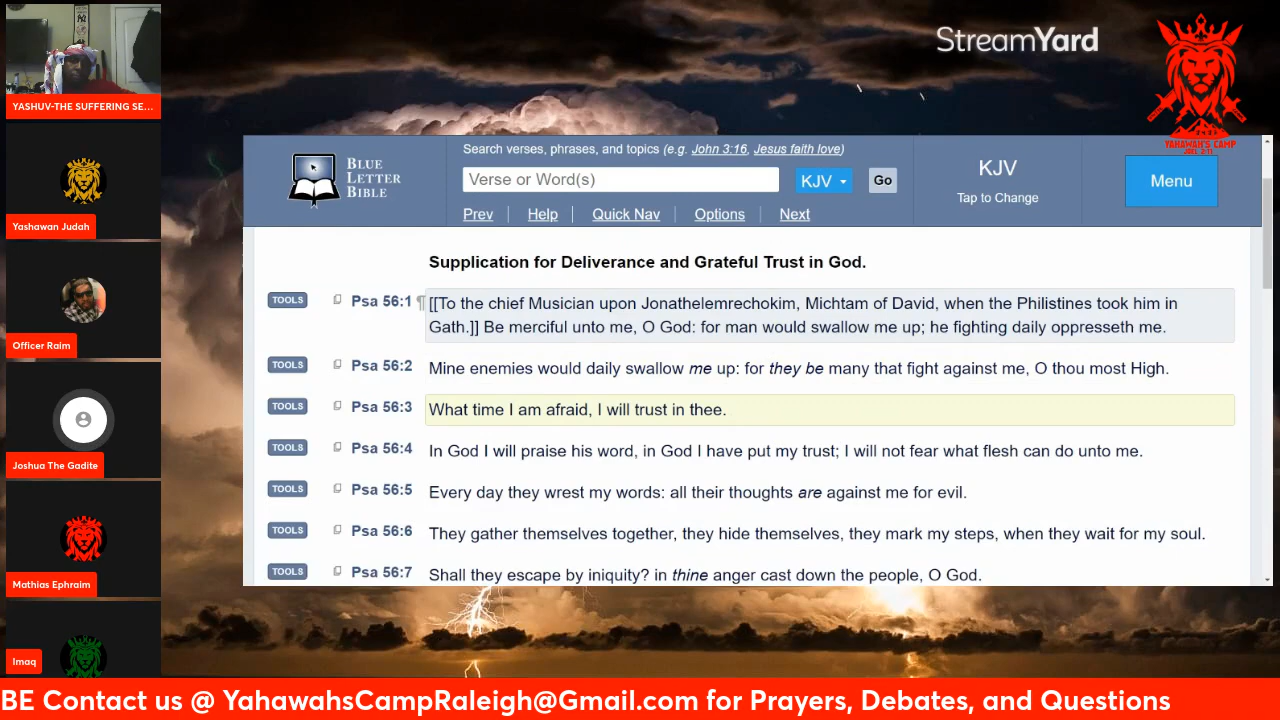 StreamYard
YAHAWAH'S CAMP
JOEL 2:11
YASHUV-THE SUFFERING SE...
Yashawan Judah
Officer Raim
Joshua The Gadite
Mathias Ephraim
Imaq
BLUE
LETTER
BIBLE
Search verses, phrases, and topics (e.g. John 3:16, Jesus faith love)
Verse or Word(s)
KJV
Go
Prev | Help | Quick Nav | Options | Next
KJV
Tap to Change
Menu
Supplication for Deliverance and Grateful Trust in God.
TOOLS Psa 56:1 ¶ [[To the chief Musician upon Jonathelemrechokim, Michtam of David, when the Philistines took him in
Gath.]] Be merciful unto me, O God: for man would swallow me up; he fighting daily oppresseth me.
TOOLS Psa 56:2 Mine enemies would daily swallow me up: for they be many that fight against me, O thou most High.
TOOLS Psa 56:3 What time I am afraid, I will trust in thee.
TOOLS Psa 56:4 In God I will praise his word, in God I have put my trust; I will not fear what flesh can do unto me.
TOOLS Psa 56:5 Every day they wrest my words: all their thoughts are against me for evil.
TOOLS Psa 56:6 They gather themselves together, they hide themselves, they mark my steps, when they wait for my soul.
TOOLS Psa 56:7 Shall they escape by iniquity? in thine anger cast down the people, O God.
BE Contact us @ YahawahsCampRaleigh@Gmail.com for Prayers, Debates, and Questions